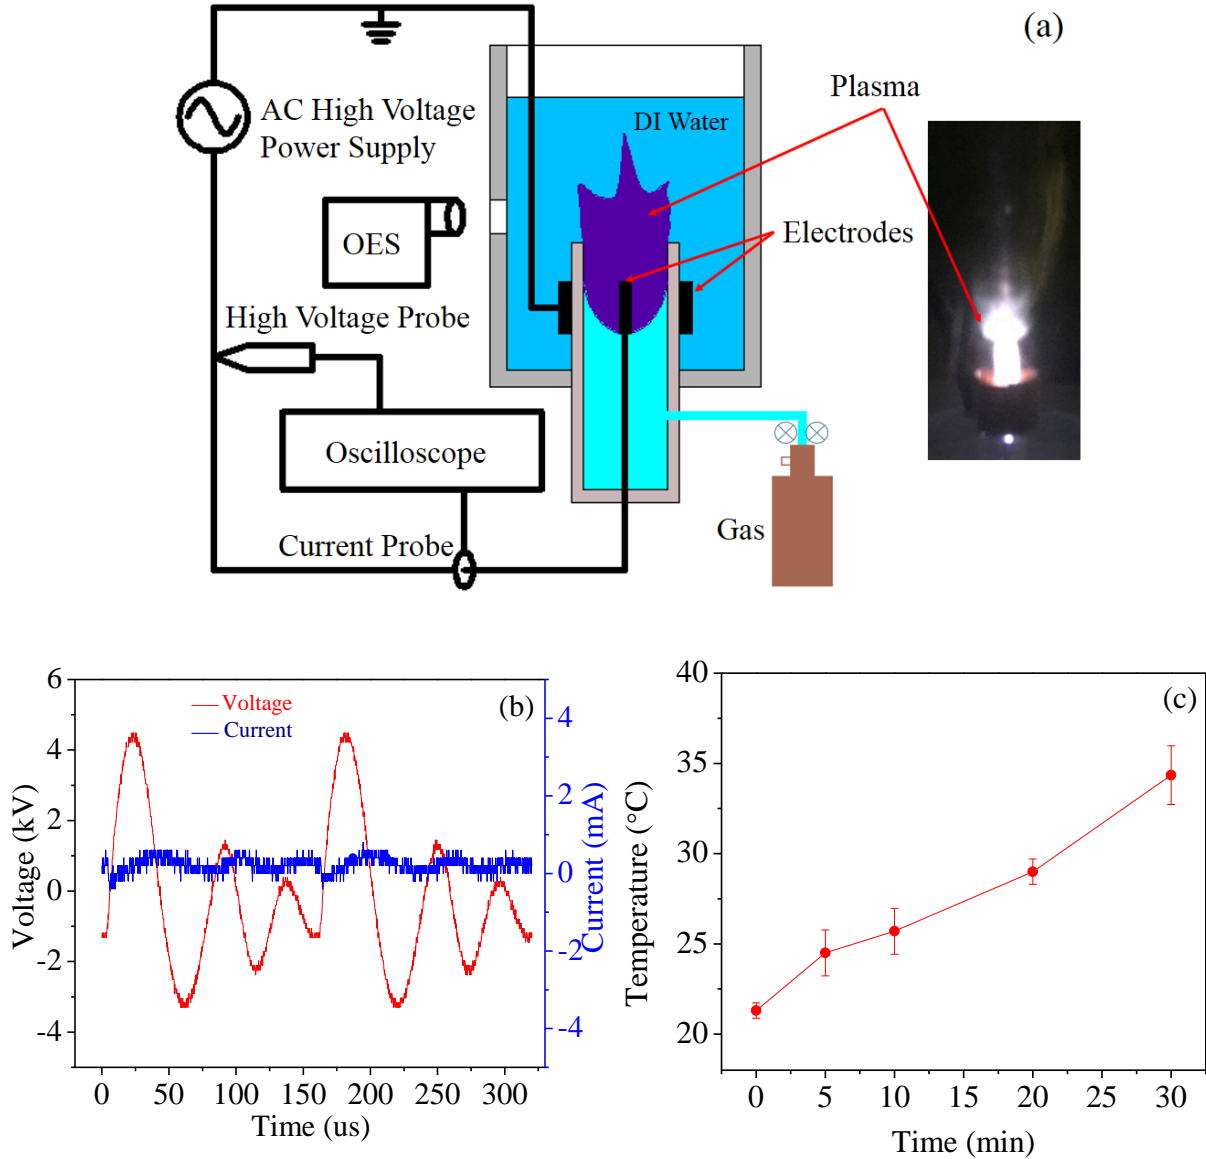 (a)
Plasma
AC High Voltage
Power Supply
DI Water
OES
Electrodes
High Voltage Probe
Oscilloscope
Current Probe
Gas
(b)
Voltage
Current
Voltage (kV)
6
4
2
0
-2
-4
Current (mA)
4
2
0
-2
-4
0 50 100 150 200 250 300
Time (us)
(c)
Temperature (°C)
40
35
30
25
20
0 5 10 15 20 25 30
Time (min)